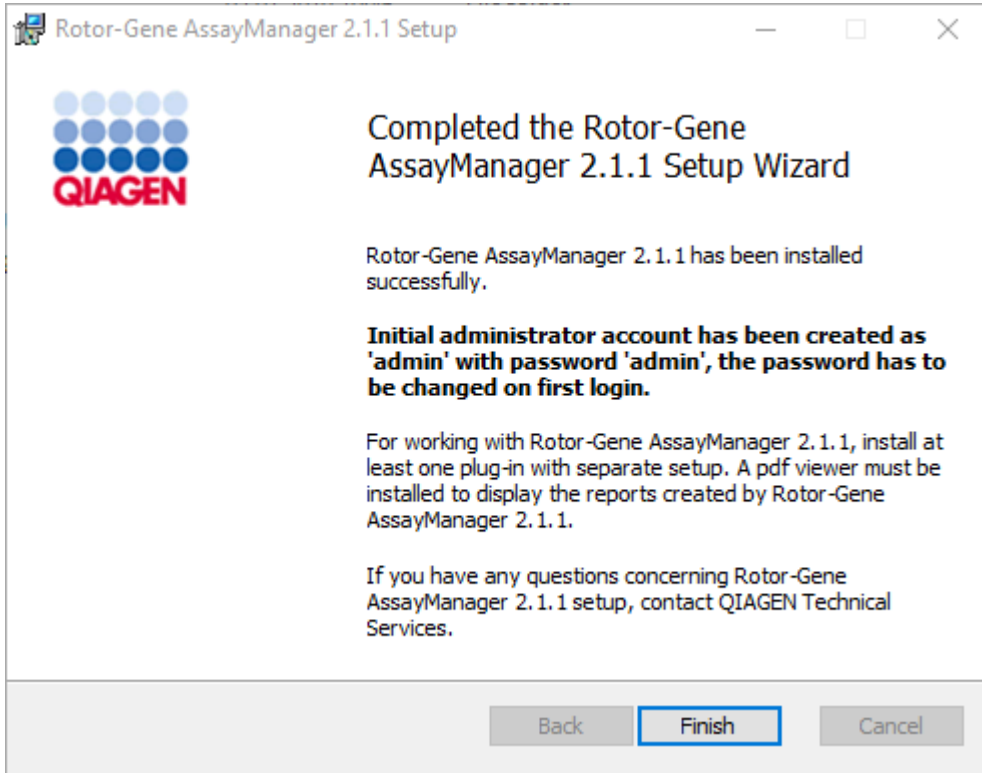 Rotor-Gene AssayManager 2.1.1 Setup
QIAGEN
Completed the Rotor-Gene
AssayManager 2.1.1 Setup Wizard
Rotor-Gene AssayManager 2.1.1 has been installed
successfully.
Initial administrator account has been created as
'admin' with password 'admin', the password has to
be changed on first login.
For working with Rotor-Gene AssayManager 2.1.1, install at
least one plug-in with separate setup. A pdf viewer must be
installed to display the reports created by Rotor-Gene
AssayManager 2.1.1.
If you have any questions concerning Rotor-Gene
AssayManager 2.1.1 setup, contact QIAGEN Technical
Services.
Back Finish Cancel